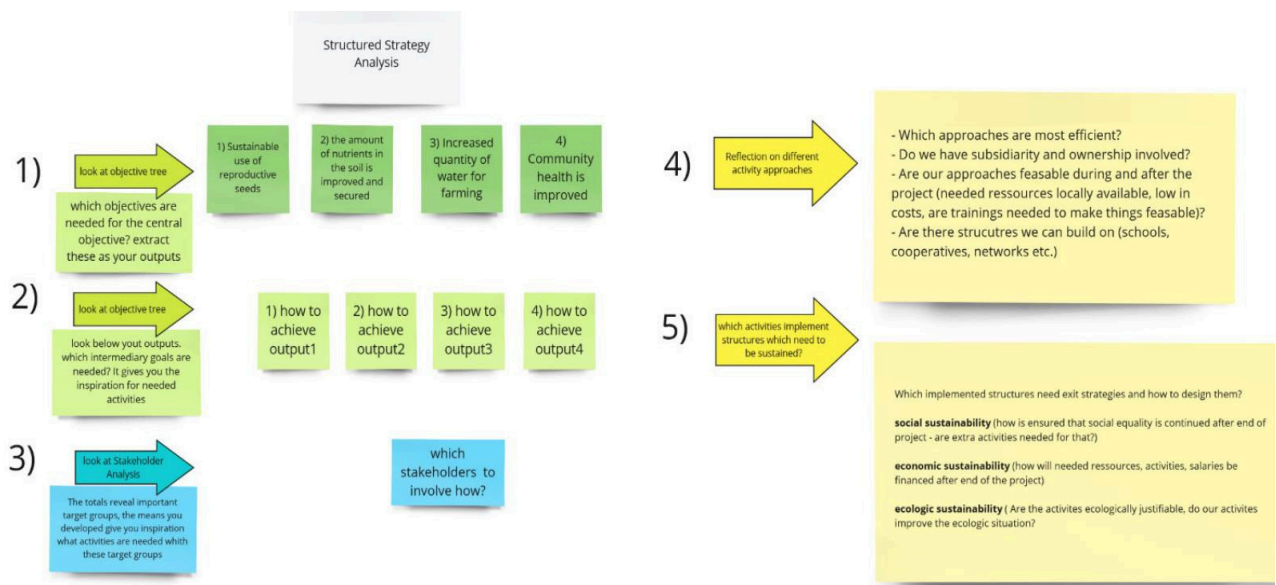 Structured Strategy
Analysis
1)
look at objective tree
1) Sustainable
use of
reproductive
seeds
2) the amount
of nutrients in
the soil is
improved and
secured
3) Increased
quantity of
water for
farming
4)
Community
health is
improved
which objectives are
needed for the central
objective? extract
these as your outputs
2)
look at objective tree
1) how to
achieve
output1
2) how to
achieve
output2
3) how to
achieve
output3
4) how to
achieve
output4
look below yout outputs.
which intermediary goals are
needed? It gives you the
inspiration for needed
activities
3)
look at Stakeholder
Analysis
which
stakeholders to
involve how?
The totals reveal important
target groups, the means you
developed give you inspiration
what activities are needed whith
these target groups
4)
Reflection on different
activity approaches
- Which approaches are most efficient?
- Do we have subsidiarity and ownership involved?
- Are our approaches feasable during and after the
project (needed ressources locally available, low in
costs, are trainings needed to make things feasable)?
- Are there strucutres we can build on (schools,
cooperatives, networks etc.)
5)
which activities implement
structures which need to
be sustained?
Which implemented structures need exit strategies and how to design them?
social sustainability (how is ensured that social equality is continued after end of
project - are extra activities needed for that?)
economic sustainability (how will needed ressources, activities, salaries be
financed after end of the project)
ecologic sustainability ( Are the activites ecologically justifiable, do our activites
improve the ecologic situation?